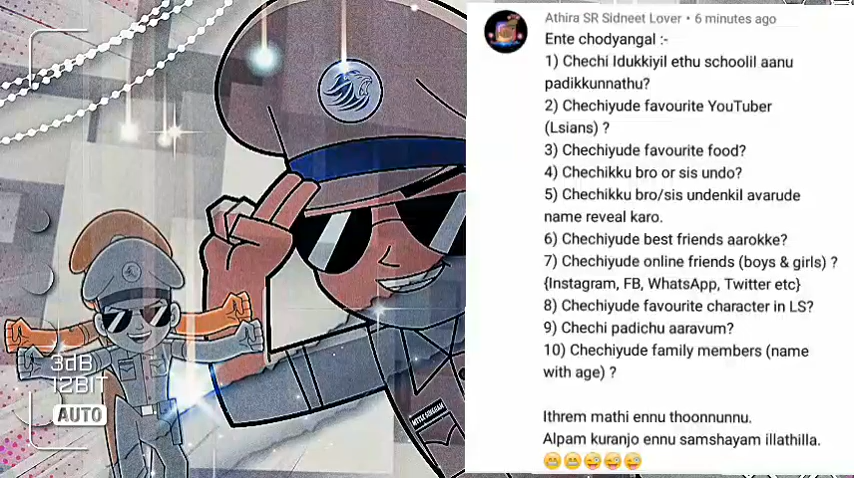 Athira SR Sidneet Lover • 6 minutes ago
Ente chodyangal :-
1) Chechi Idukkiyil ethu schoolil aanu
padikkunnathu?
2) Chechiyude favourite YouTuber
(Lsians) ?
3) Chechiyude favourite food?
4) Chechikku bro or sis undo?
5) Chechikku bro/sis undenkil avarude
name reveal karo.
6) Chechiyude best friends aarokke?
7) Chechiyude online friends (boys & girls) ?
{Instagram, FB, WhatsApp, Twitter etc}
8) Chechiyude favourite character in LS?
9) Chechi padichu aaravum?
10) Chechiyude family members (name
with age) ?
Ithrem mathi ennu thoonnunnu.
Alpam kuranjo ennu samshayam illathilla.
😁😁😜😜😜
3dB
12BIT
AUTO